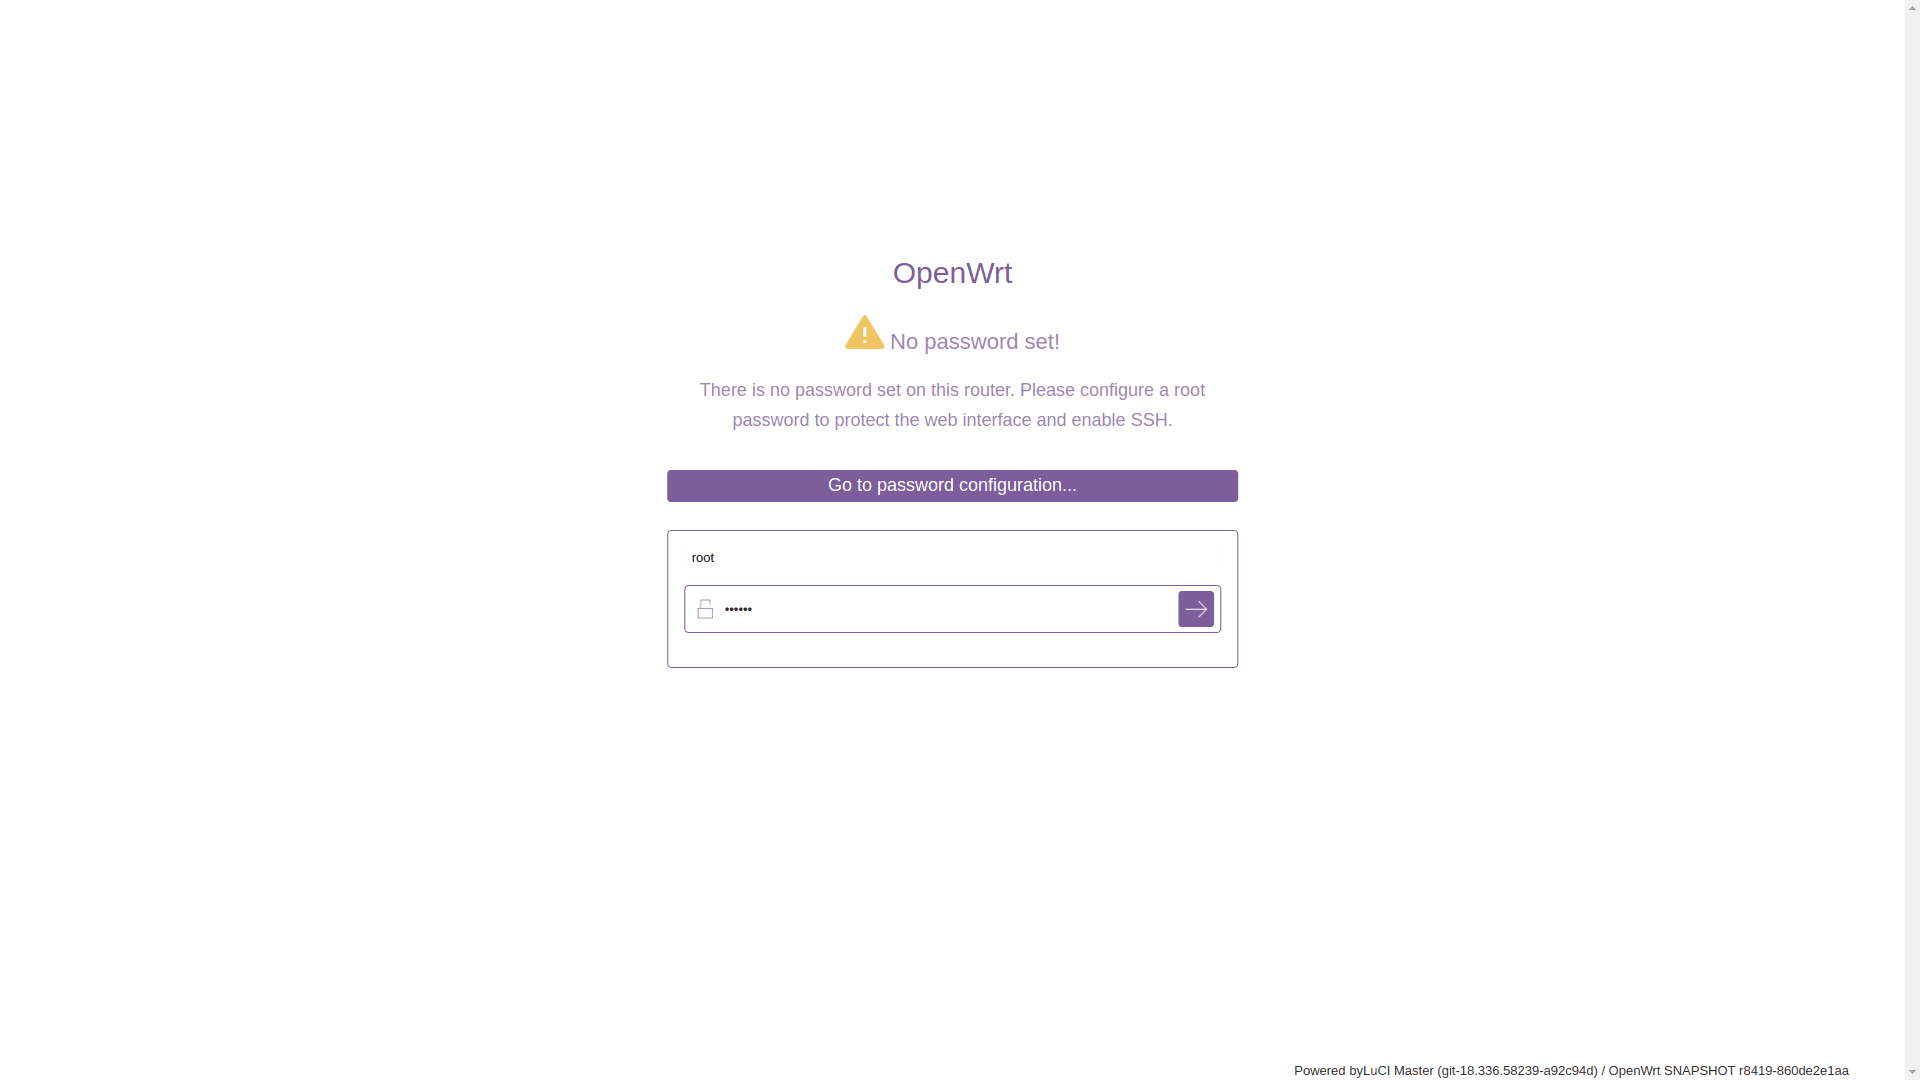 OpenWrt
No password set!
There is no password set on this router. Please configure a root
password to protect the web interface and enable SSH.
Go to password configuration...
root
••••••
Powered byLuCI Master (git-18.336.58239-a92c94d) / OpenWrt SNAPSHOT r8419-860de2e1aa